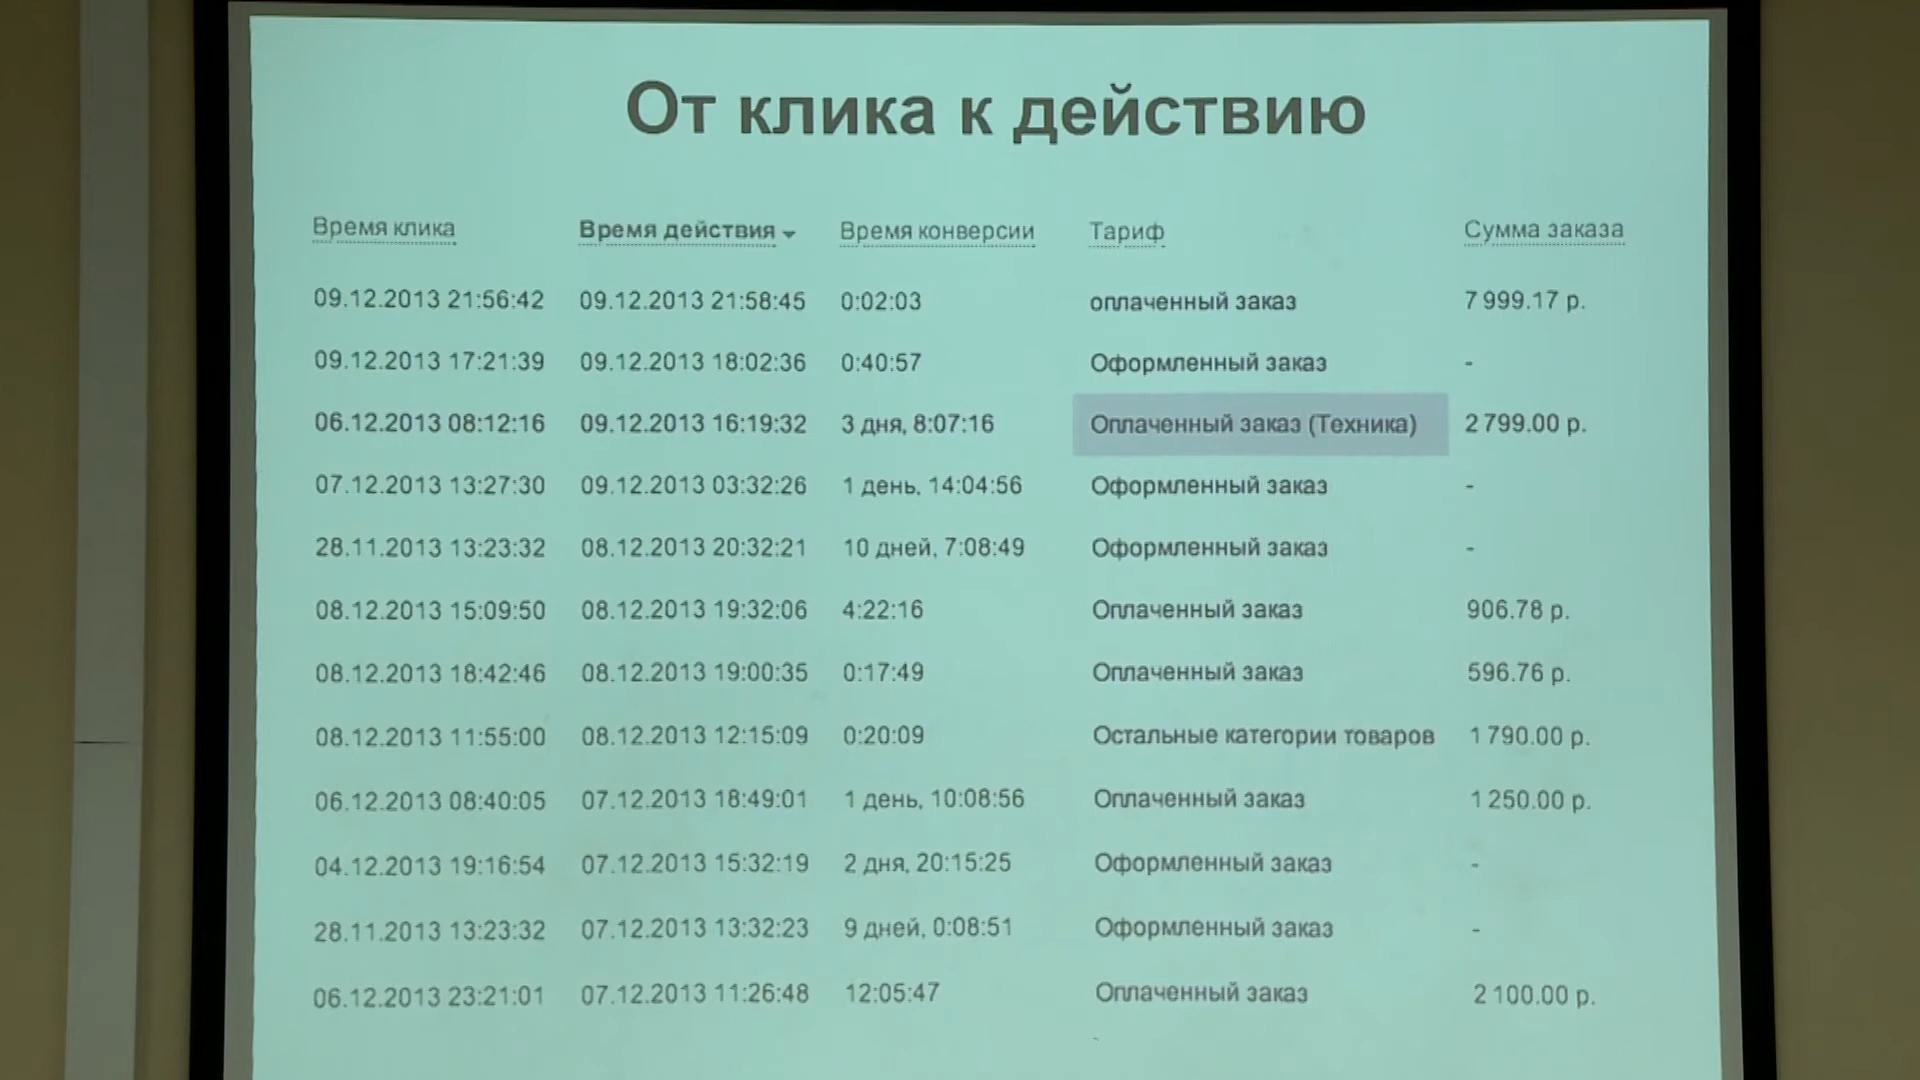 От клика к действию
Время клика Время действия Время конверсии Тариф Сумма заказа
09.12.2013 21:56:42 09.12.2013 21:58:45 0:02:03 оплаченный заказ 7 999.17 р.
09.12.2013 17:21:39 09.12.2013 18:02:36 0:40:57 Оформленный заказ -
06.12.2013 08:12:16 09.12.2013 16:19:32 3 дня, 8:07:16 Оплаченный заказ (Техника) 2 799.00 р.
07.12.2013 13:27:30 09.12.2013 03:32:26 1 день, 14:04:56 Оформленный заказ -
28.11.2013 13:23:32 08.12.2013 20:32:21 10 дней, 7:08:49 Оформленный заказ -
08.12.2013 15:09:50 08.12.2013 19:32:06 4:22:16 Оплаченный заказ 906.78 р.
08.12.2013 18:42:46 08.12.2013 19:00:35 0:17:49 Оплаченный заказ 596.76 р.
08.12.2013 11:55:00 08.12.2013 12:15:09 0:20:09 Остальные категории товаров 1 790.00 р.
06.12.2013 08:40:05 07.12.2013 18:49:01 1 день, 10:08:56 Оплаченный заказ 1 250.00 р.
04.12.2013 19:16:54 07.12.2013 15:32:19 2 дня, 20:15:25 Оформленный заказ -
28.11.2013 13:23:32 07.12.2013 13:32:23 9 дней, 0:08:51 Оформленный заказ -
06.12.2013 23:21:01 07.12.2013 11:26:48 12:05:47 Оплаченный заказ 2 100.00 р.